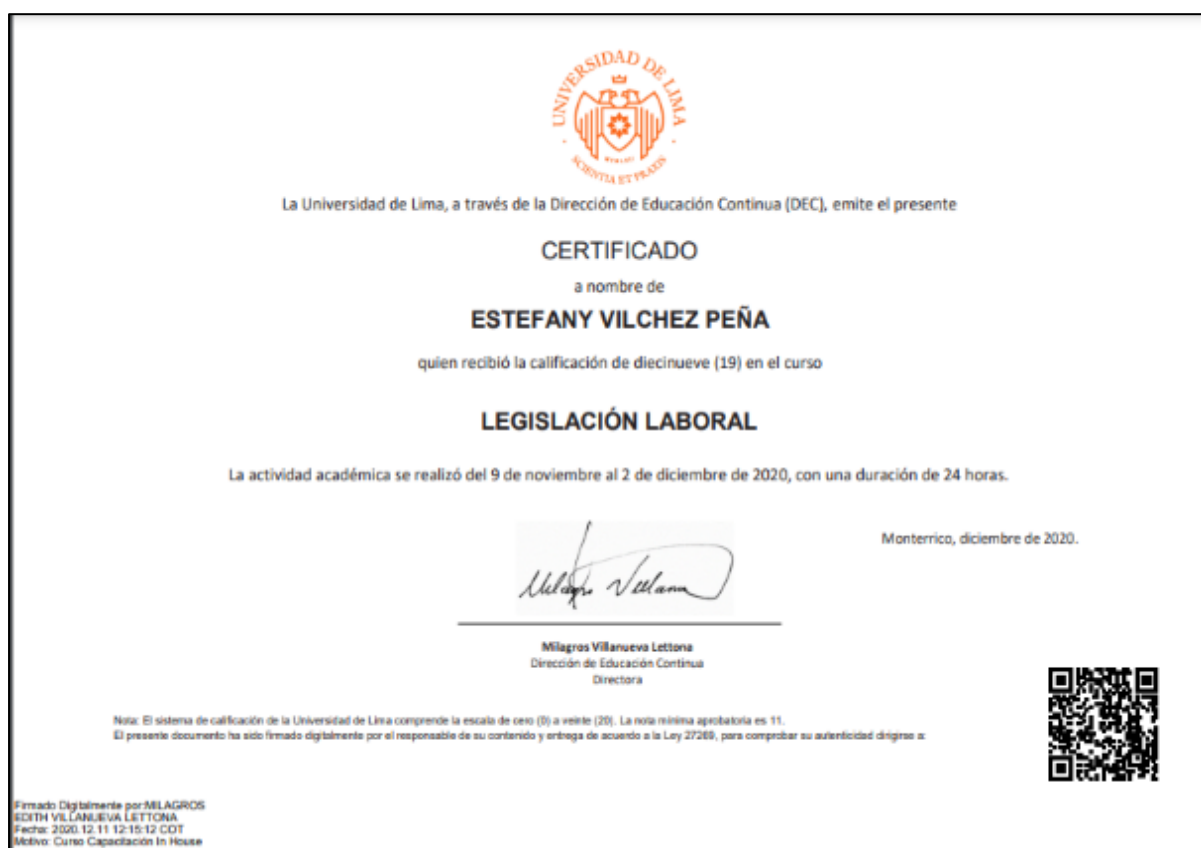 UNIVERSIDAD DE LIMA
SCIENTIA ET PRAXIS
La Universidad de Lima, a través de la Dirección de Educación Continua (DEC), emite el presente
CERTIFICADO
a nombre de
ESTEFANY VILCHEZ PEÑA
quien recibió la calificación de diecinueve (19) en el curso
LEGISLACIÓN LABORAL
La actividad académica se realizó del 9 de noviembre al 2 de diciembre de 2020, con una duración de 24 horas.
Monterrico, diciembre de 2020.
Milagros Villanueva Lettona
Dirección de Educación Continua
Directora
Nota: El sistema de calificación de la Universidad de Lima comprende la escala de cero (0) a veinte (20). La nota mínima aprobatoria es 11.
El presente documento ha sido firmado digitalmente por el responsable de su contenido y entrega de acuerdo a la Ley 27269, para comprobar su autenticidad dirigirse a:
Firmado Digitalmente por:MILAGROS
EDITH VILLANUEVA LETTONA
Fecha: 2020.12.11 12:15:12 COT
Motivo: Curso Capacitación In House